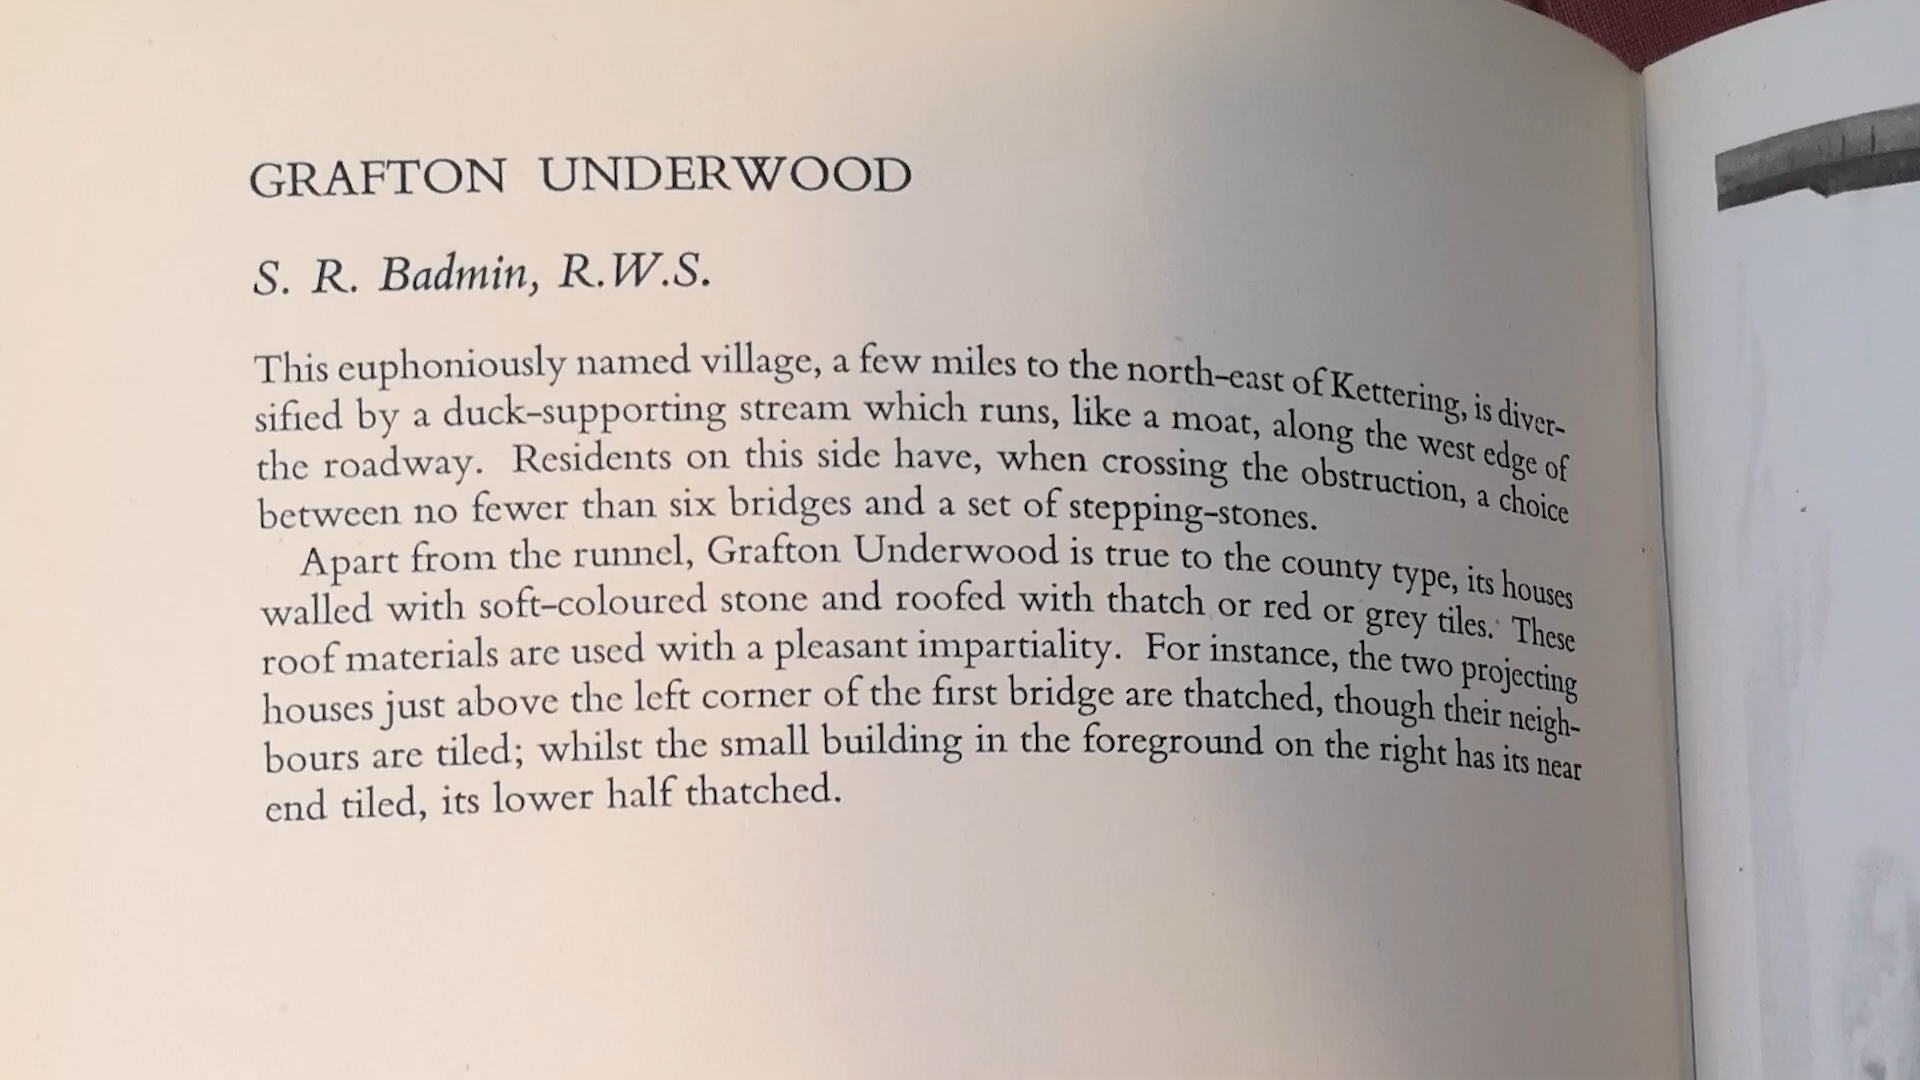 GRAFTON UNDERWOOD
S. R. Badmin, R.W.S.
This euphoniously named village, a few miles to the north-east of Kettering, is diver-
sified by a duck-supporting stream which runs, like a moat, along the west edge of
the roadway. Residents on this side have, when crossing the obstruction, a choice
between no fewer than six bridges and a set of stepping-stones.
Apart from the runnel, Grafton Underwood is true to the county type, its houses
walled with soft-coloured stone and roofed with thatch or red or grey tiles. These
roof materials are used with a pleasant impartiality. For instance, the two projecting
houses just above the left corner of the first bridge are thatched, though their neigh-
bours are tiled; whilst the small building in the foreground on the right has its near
end tiled, its lower half thatched.